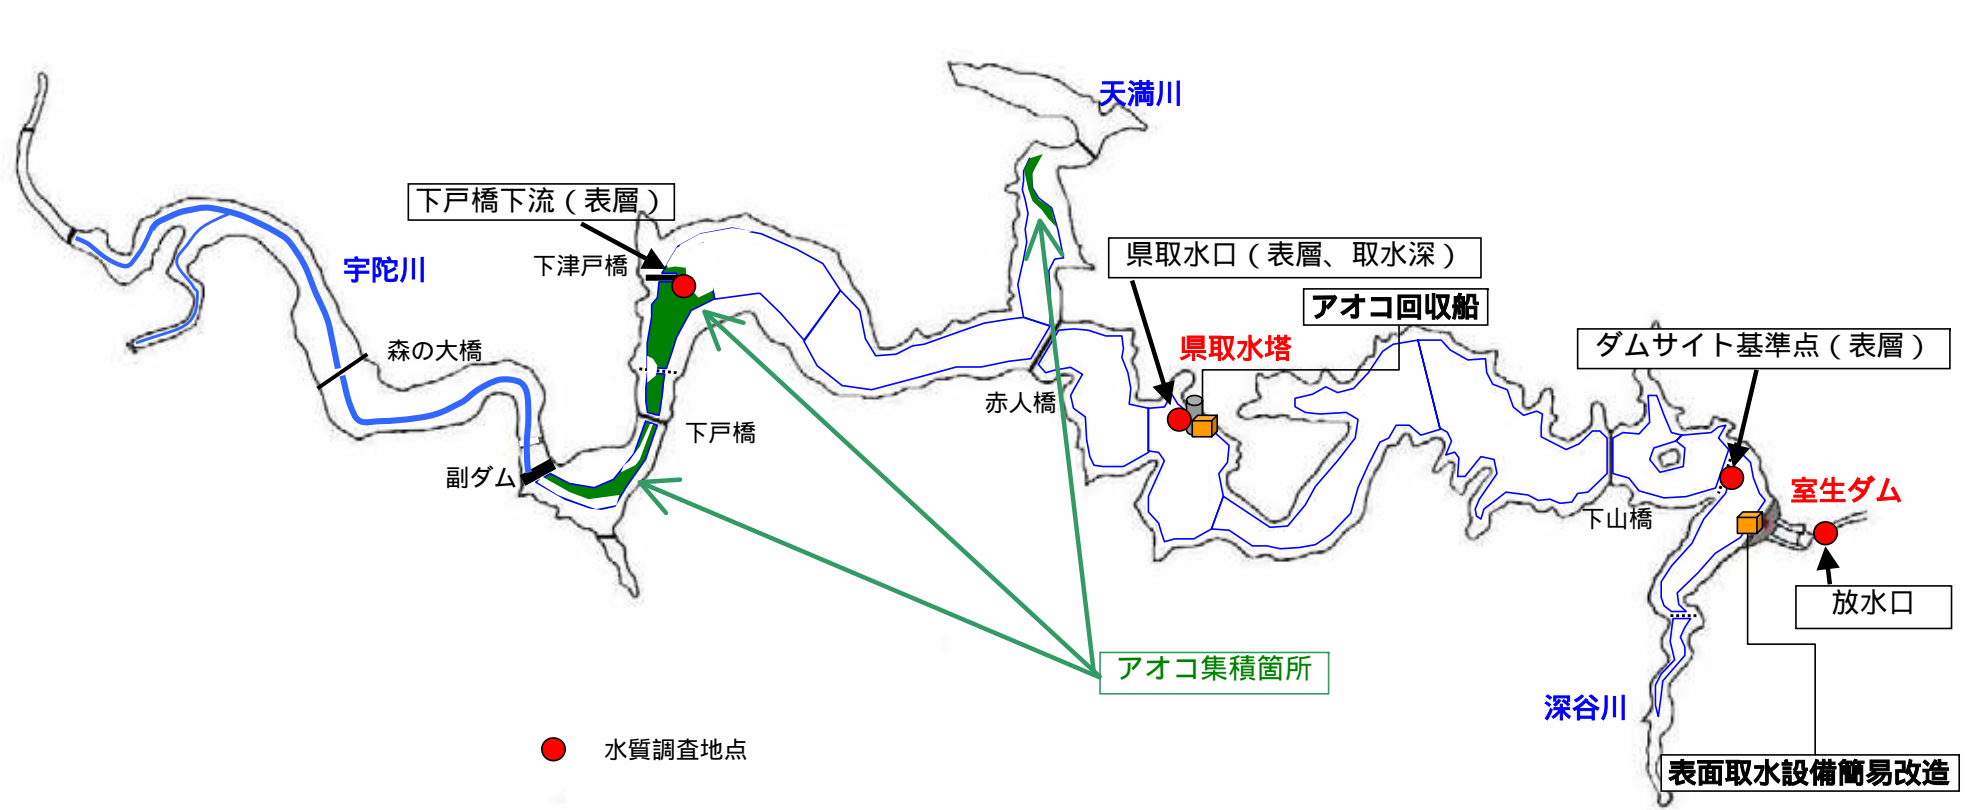 天満川
下戸橋下流（表層）
県取水口（表層、取水深）
宇陀川
下津戸橋
アオコ回収船
県取水塔
ダムサイト基準点（表層）
森の大橋
赤人橋
下戸橋
副ダム
室生ダム
下山橋
放水口
アオコ集積箇所
深谷川
水質調査地点
表面取水設備簡易改造